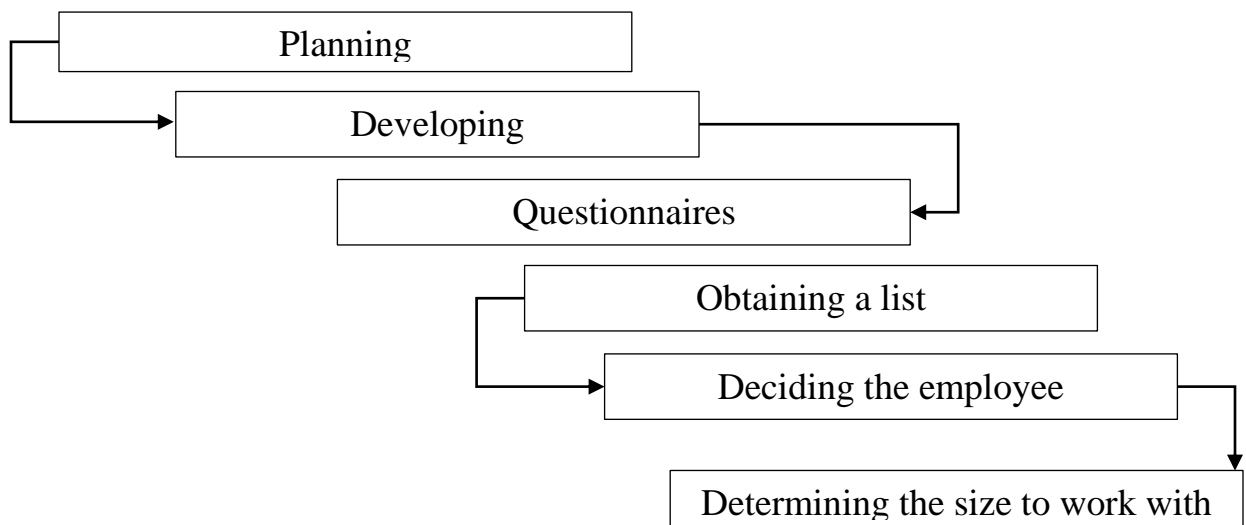 Planning
Developing
Questionnaires
Obtaining a list
Deciding the employee
Determining the size to work with